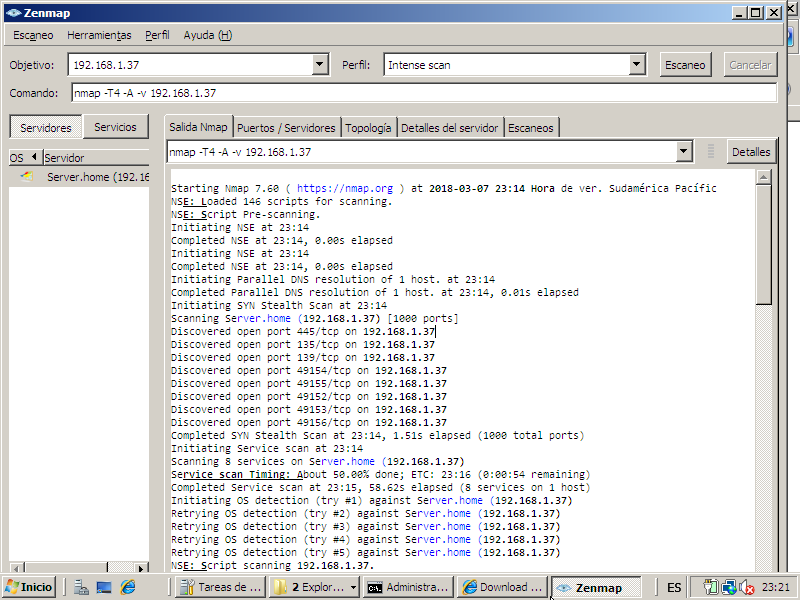 Zenmap
Escaneo Herramientas Perfil Ayuda (H)
Objetivo: 192.168.1.37 Perfil: Intense scan Escaneo Cancelar
Comando: nmap -T4 -A -v 192.168.1.37
Servidores Servicios Salida Nmap Puertos / Servidores Topología Detalles del servidor Escaneos
nmap -T4 -A -v 192.168.1.37 Detalles
OS Servidor
Server.home (192.16
Starting Nmap 7.60 ( https://nmap.org ) at 2018-03-07 23:14 Hora de ver. Sudamérica Pacífic
NSE: Loaded 146 scripts for scanning.
NSE: Script Pre-scanning.
Initiating NSE at 23:14
Completed NSE at 23:14, 0.00s elapsed
Initiating NSE at 23:14
Completed NSE at 23:14, 0.00s elapsed
Initiating Parallel DNS resolution of 1 host. at 23:14
Completed Parallel DNS resolution of 1 host. at 23:14, 0.01s elapsed
Initiating SYN Stealth Scan at 23:14
Scanning Server.home (192.168.1.37) [1000 ports]
Discovered open port 445/tcp on 192.168.1.37
Discovered open port 135/tcp on 192.168.1.37
Discovered open port 139/tcp on 192.168.1.37
Discovered open port 49154/tcp on 192.168.1.37
Discovered open port 49155/tcp on 192.168.1.37
Discovered open port 49152/tcp on 192.168.1.37
Discovered open port 49153/tcp on 192.168.1.37
Discovered open port 49156/tcp on 192.168.1.37
Completed SYN Stealth Scan at 23:14, 1.51s elapsed (1000 total ports)
Initiating Service scan at 23:14
Scanning 8 services on Server.home (192.168.1.37)
Service scan Timing: About 50.00% done; ETC: 23:16 (0:00:54 remaining)
Completed Service scan at 23:15, 58.62s elapsed (8 services on 1 host)
Initiating OS detection (try #1) against Server.home (192.168.1.37)
Retrying OS detection (try #2) against Server.home (192.168.1.37)
Retrying OS detection (try #3) against Server.home (192.168.1.37)
Retrying OS detection (try #4) against Server.home (192.168.1.37)
Retrying OS detection (try #5) against Server.home (192.168.1.37)
NSE: Script scanning 192.168.1.37.
Inicio Tareas de ... 2 Explor... Administra... Download ... Zenmap ES 23:21